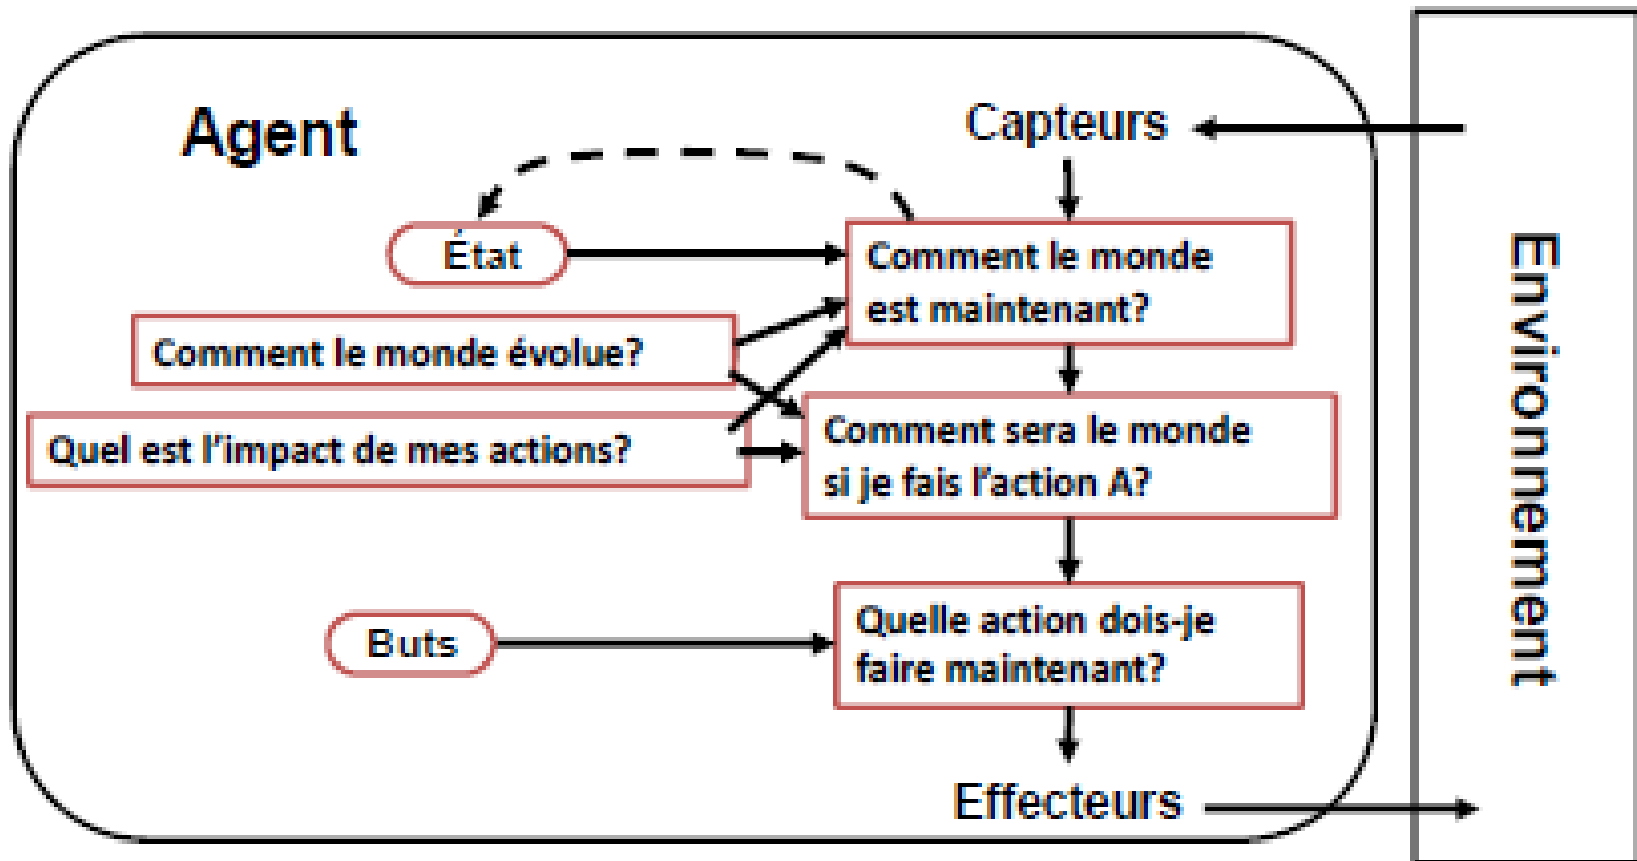 Agent
Capteurs
État
Comment le monde
est maintenant?
Comment le monde évolue?
Quel est l'impact de mes actions?
Comment sera le monde
si je fais l'action A?
Buts
Quelle action dois-je
faire maintenant?
Effecteurs
Environnement